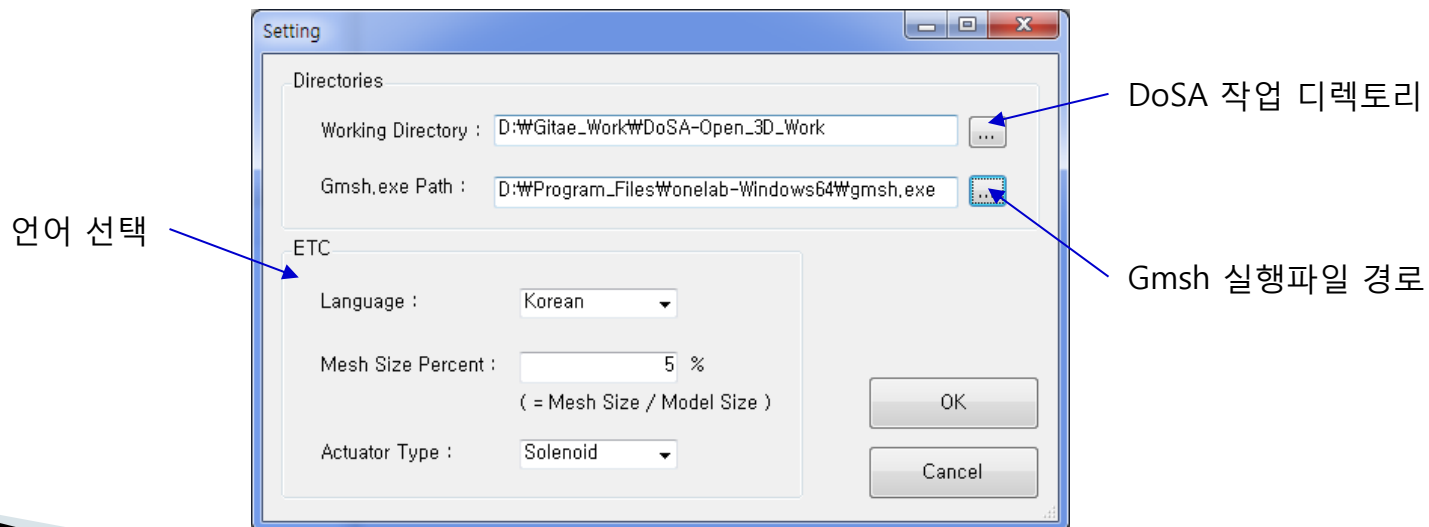 Setting
Directories
DoSA 작업 디렉토리
Working Directory : D:₩Gitae_Work₩DoSA-Open_3D_Work ...
Gmsh.exe Path : D:₩Program_Files₩onelab-Windows64₩gmsh.exe ...
언어 선택
ETC
Gmsh 실행파일 경로
Language : Korean
Mesh Size Percent : 5 %
( = Mesh Size / Model Size )
OK
Actuator Type : Solenoid
Cancel